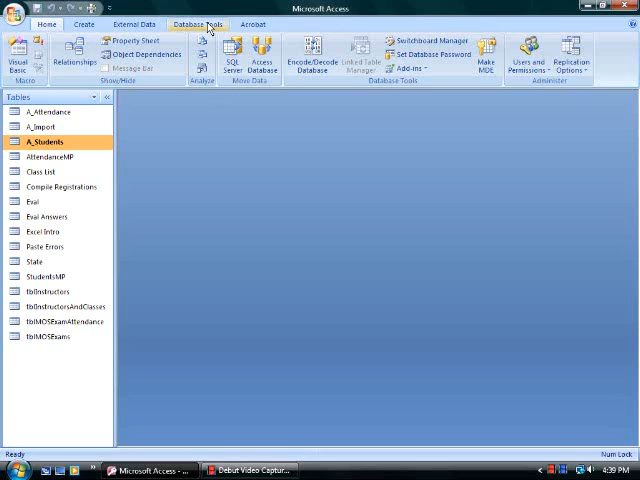 Microsoft Access
Home Create External Data Database Tools Acrobat
Visual Basic
Macro
Relationships
Property Sheet
Object Dependencies
Message Bar
Show/Hide
Analyze
SQL Server
Access Database
Move Data
Encode/Decode Database
Linked Table Manager
Switchboard Manager
Set Database Password
Add-ins
Make MDE
Database Tools
Users and Permissions
Replication Options
Administer
Tables
A_Attendance
A_Import
A_Students
AttendanceMP
Class List
Compile Registrations
Eval
Eval Answers
Excel Intro
Paste Errors
State
StudentsMP
tblInstructors
tblInstructorsAndClasses
tblMOSExamAttendance
tblMOSExams
Ready
Num Lock
Microsoft Access - ...
Debut Video Captur...
4:39 PM